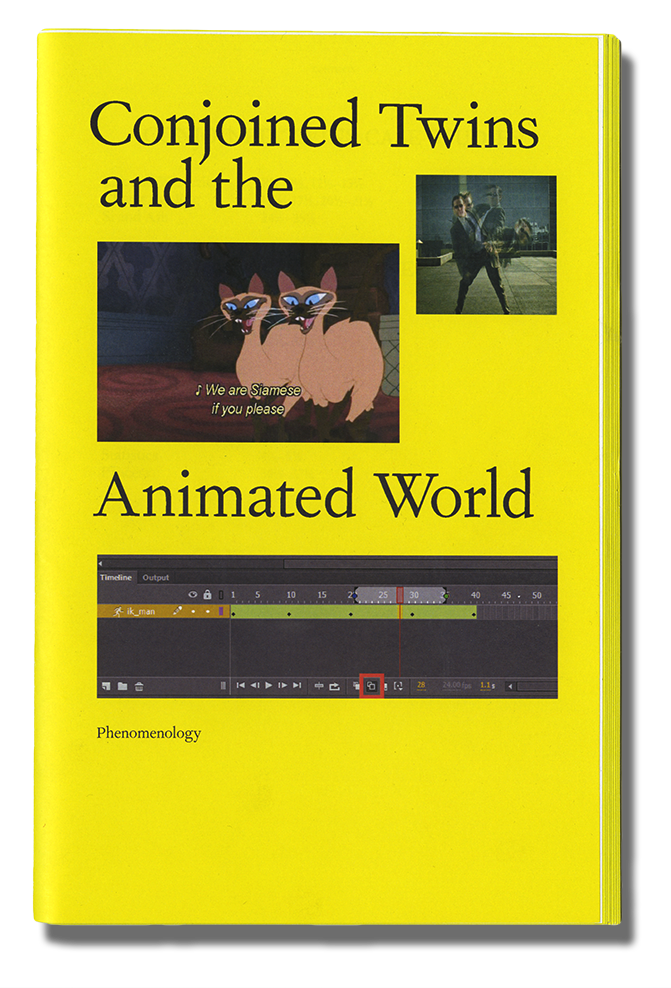 Conjoined Twins
and the
♪ We are Siamese
if you please
Animated World
Timeline Output
1 5 10 15 25 30 40 45 50
ik_man
28 24.00 fps 1.1 s
Phenomenology